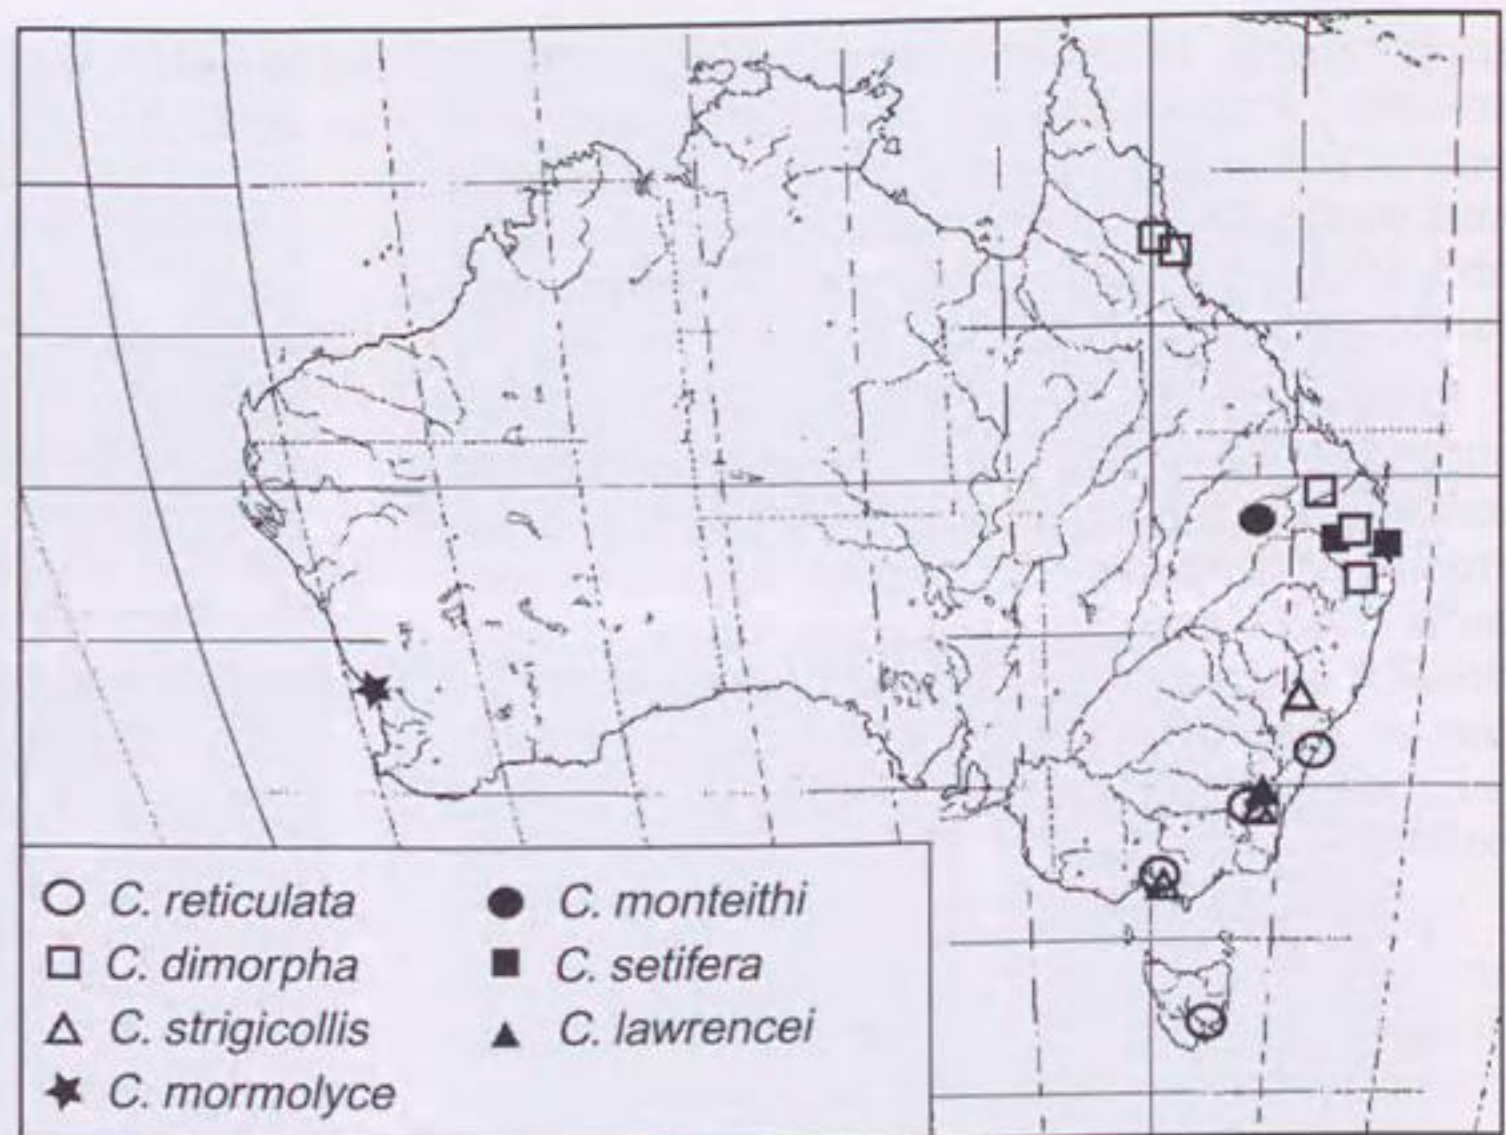 C. reticulata
C. dimorpha
C. strigicollis
C. mormolyce
C. monteithi
C. setifera
C. lawrencei